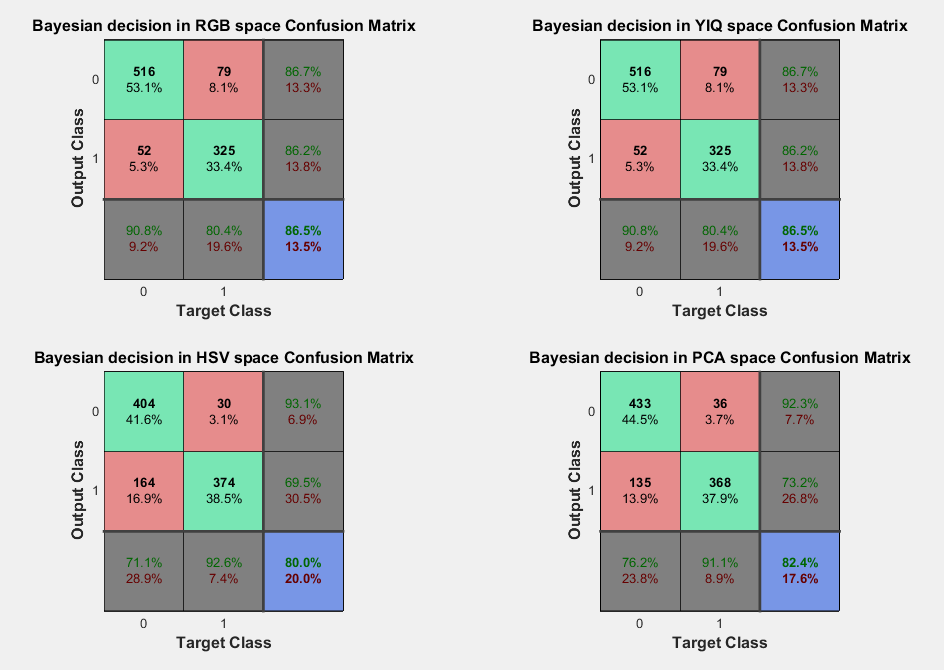 Bayesian decision in RGB space Confusion Matrix
516 79 86.7%
0
53.1% 8.1% 13.3%
52 325 86.2%
1
5.3% 33.4% 13.8%
90.8% 80.4% 86.5%
9.2% 19.6% 13.5%
0 1
Output Class
Target Class
Bayesian decision in YIQ space Confusion Matrix
516 79 86.7%
0
53.1% 8.1% 13.3%
52 325 86.2%
1
5.3% 33.4% 13.8%
90.8% 80.4% 86.5%
9.2% 19.6% 13.5%
0 1
Output Class
Target Class
Bayesian decision in HSV space Confusion Matrix
404 30 93.1%
0
41.6% 3.1% 6.9%
164 374 69.5%
1
16.9% 38.5% 30.5%
71.1% 92.6% 80.0%
28.9% 7.4% 20.0%
0 1
Output Class
Target Class
Bayesian decision in PCA space Confusion Matrix
433 36 92.3%
0
44.5% 3.7% 7.7%
135 368 73.2%
1
13.9% 37.9% 26.8%
76.2% 91.1% 82.4%
23.8% 8.9% 17.6%
0 1
Output Class
Target Class